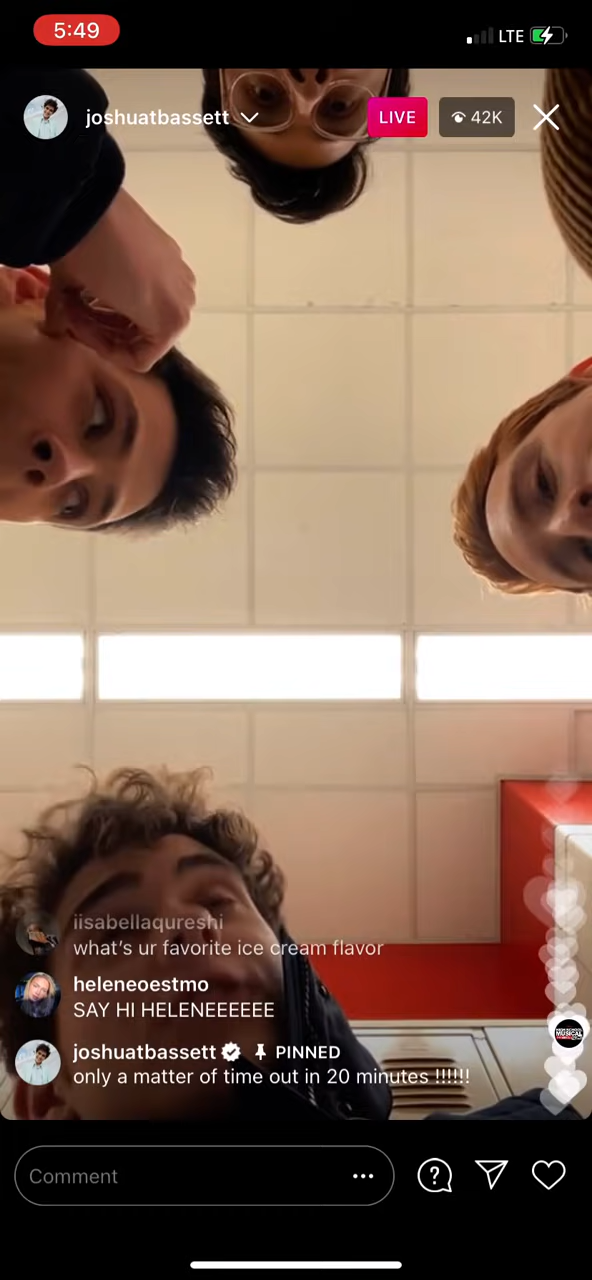 5:49
LTE
joshuatbassett
LIVE
42K
iisabellaqureshi
what's ur favorite ice cream flavor
heleneoestmo
SAY HI HELENEEEEEE
joshuatbassett PINNED
only a matter of time out in 20 minutes !!!!!!
MUSICAL
Comment